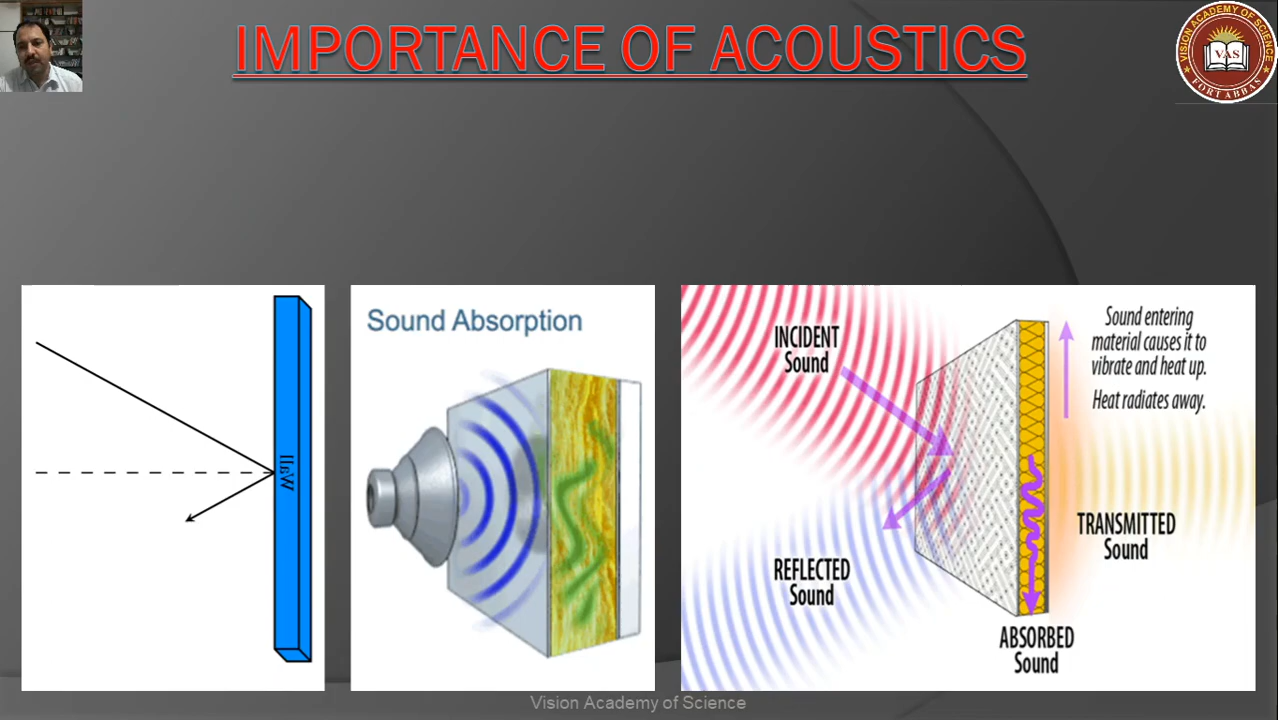 IMPORTANCE OF ACOUSTICS
VISION ACADEMY OF SCIENCE
VAS
FORT ABBAS
Wall
Sound Absorption
INCIDENT
Sound
Sound entering
material causes it to
vibrate and heat up.
Heat radiates away.
REFLECTED
Sound
TRANSMITTED
Sound
ABSORBED
Sound
Vision Academy of Science